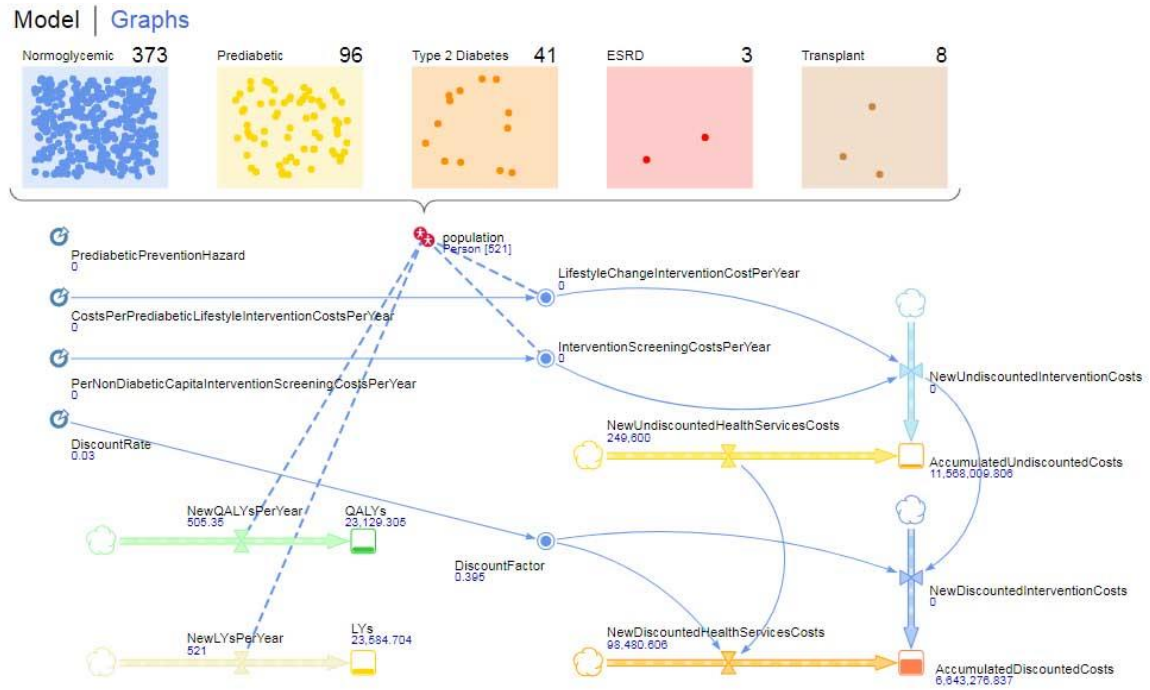 Model | Graphs
Normoglycemic 373
Prediabetic 96
Type 2 Diabetes 41
ESRD 3
Transplant 8
population
Person [521]
PrediabeticPreventionHazard
0
LifestyleChangeInterventionCostPerYear
0
CostsPerPrediabeticLifestyleInterventionCostsPerYear
0
InterventionScreeningCostsPerYear
0
PerNonDiabeticCapitaInterventionScreeningCostsPerYear
0
NewUndiscountedInterventionCosts
0
DiscountRate
0.03
NewUndiscountedHealthServicesCosts
249,600
AccumulatedUndiscountedCosts
11,568,009.806
NewQALYsPerYear
505.35
QALYs
23,129.305
DiscountFactor
0.395
NewDiscountedInterventionCosts
0
NewLYsPerYear
521
LYs
23,584.704
NewDiscountedHealthServicesCosts
98,480.606
AccumulatedDiscountedCosts
6,643,276.837